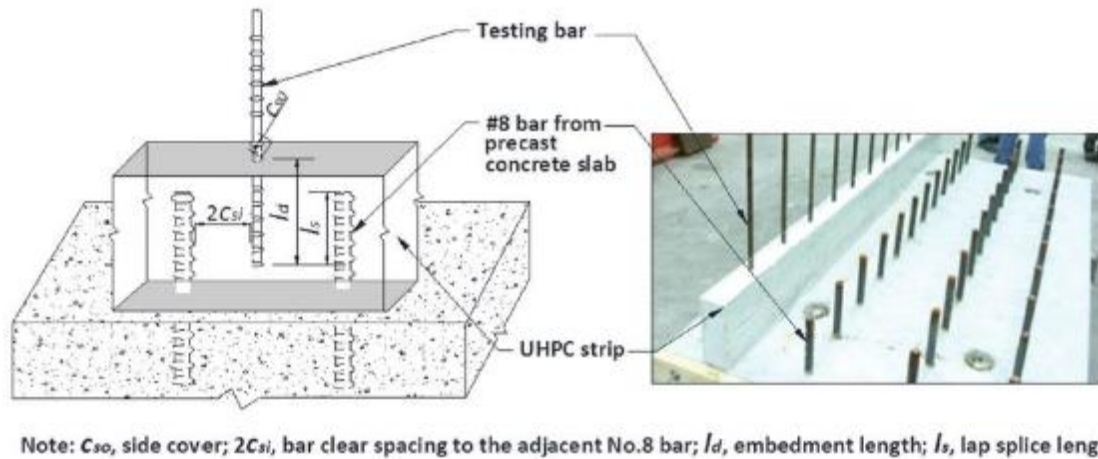 Testing bar
Cso
#8 bar from
precast
concrete slab
2Csi
ld
ls
UHPC strip
Note: Cso, side cover; 2Csi, bar clear spacing to the adjacent No.8 bar; ld, embedment length; ls, lap splice leng